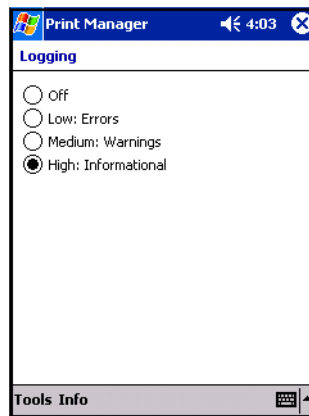 Print Manager 4:03
Logging
Off
Low: Errors
Medium: Warnings
High: Informational
Tools Info